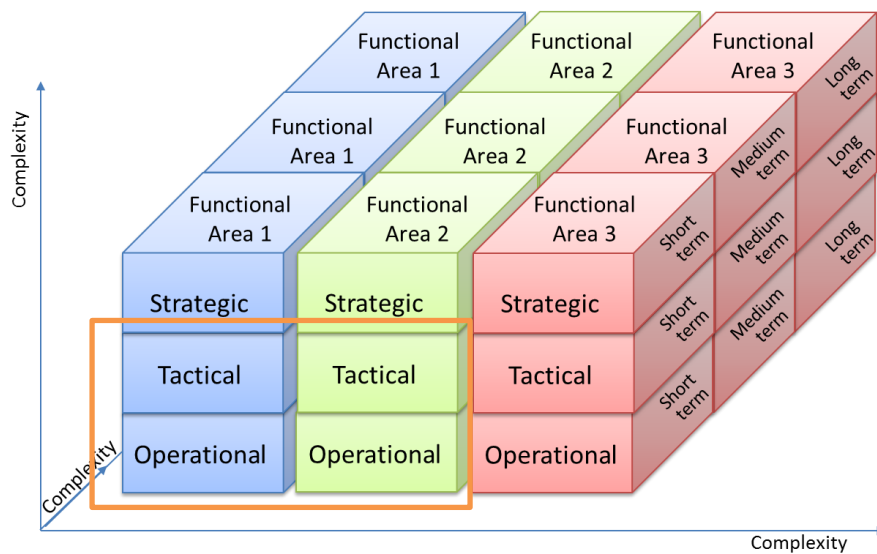 Functional
Area 1
Functional
Area 2
Functional
Area 3
Long
term
Functional
Area 1
Functional
Area 2
Functional
Area 3
Medium
term
Long
term
Functional
Area 1
Functional
Area 2
Functional
Area 3
Short
term
Medium
term
Long
term
Strategic
Strategic
Strategic
Short
term
Medium
term
Tactical
Tactical
Tactical
Short
term
Operational
Operational
Operational
Complexity
Complexity
Complexity